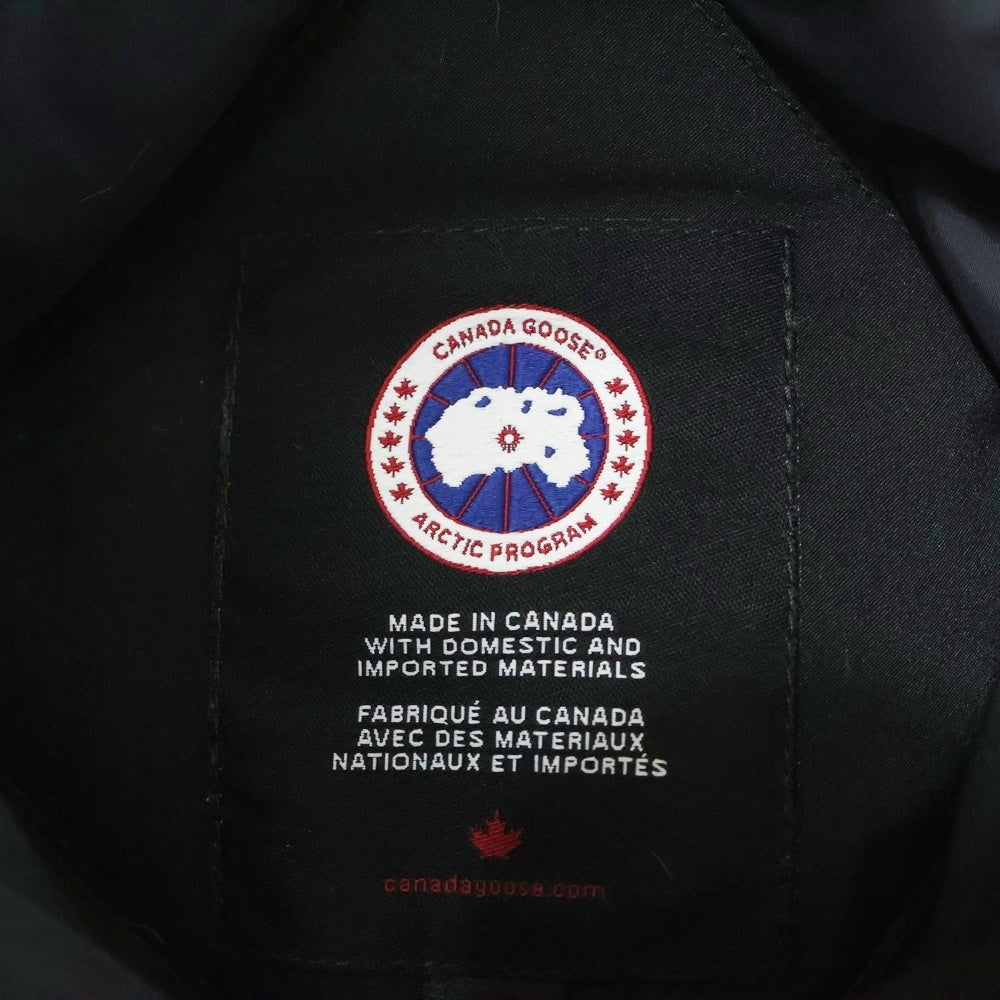 CANADA GOOSE®
ARCTIC PROGRAM
MADE IN CANADA
WITH DOMESTIC AND
IMPORTED MATERIALS
FABRIQUÉ AU CANADA
AVEC DES MATERIAUX
NATIONAUX ET IMPORTÉS
canadagoose.com